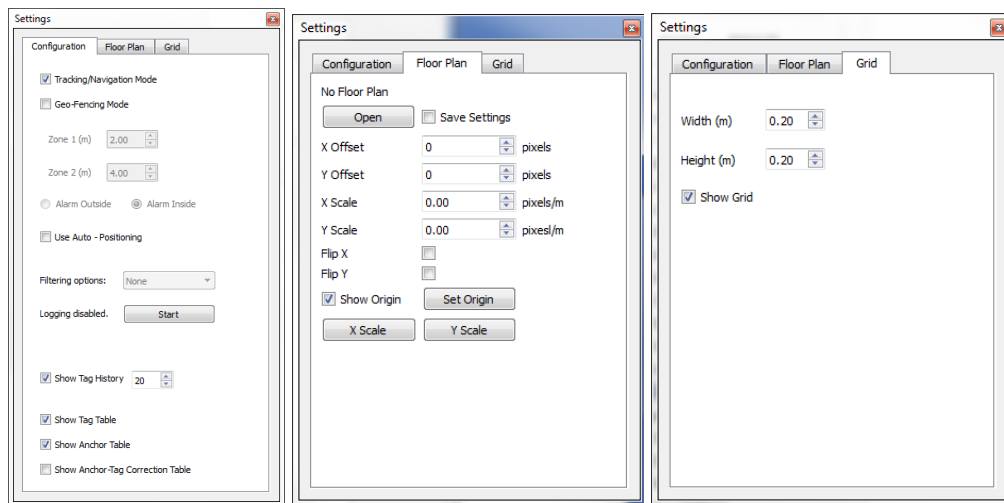 Settings
Configuration Floor Plan Grid
Tracking/Navigation Mode
Geo-Fencing Mode
Zone 1 (m) 2.00
Zone 2 (m) 4.00
Alarm Outside Alarm Inside
Use Auto - Positioning
Filtering options: None
Logging disabled. Start
Show Tag History 20
Show Tag Table
Show Anchor Table
Show Anchor-Tag Correction Table
Settings
Configuration Floor Plan Grid
No Floor Plan
Open Save Settings
X Offset 0 pixels
Y Offset 0 pixels
X Scale 0.00 pixels/m
Y Scale 0.00 pixesl/m
Flip X
Flip Y
Show Origin Set Origin
X Scale Y Scale
Settings
Configuration Floor Plan Grid
Width (m) 0.20
Height (m) 0.20
Show Grid